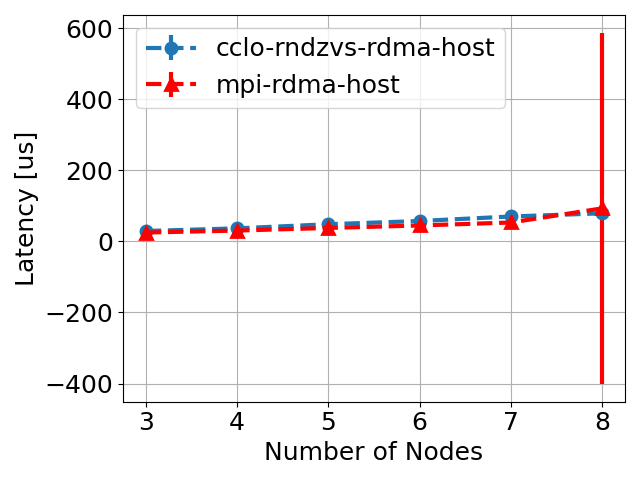 600
400
200
0
−200
−400
Latency [us]
cclo-rndzvs-rdma-host
mpi-rdma-host
3 4 5 6 7 8
Number of Nodes